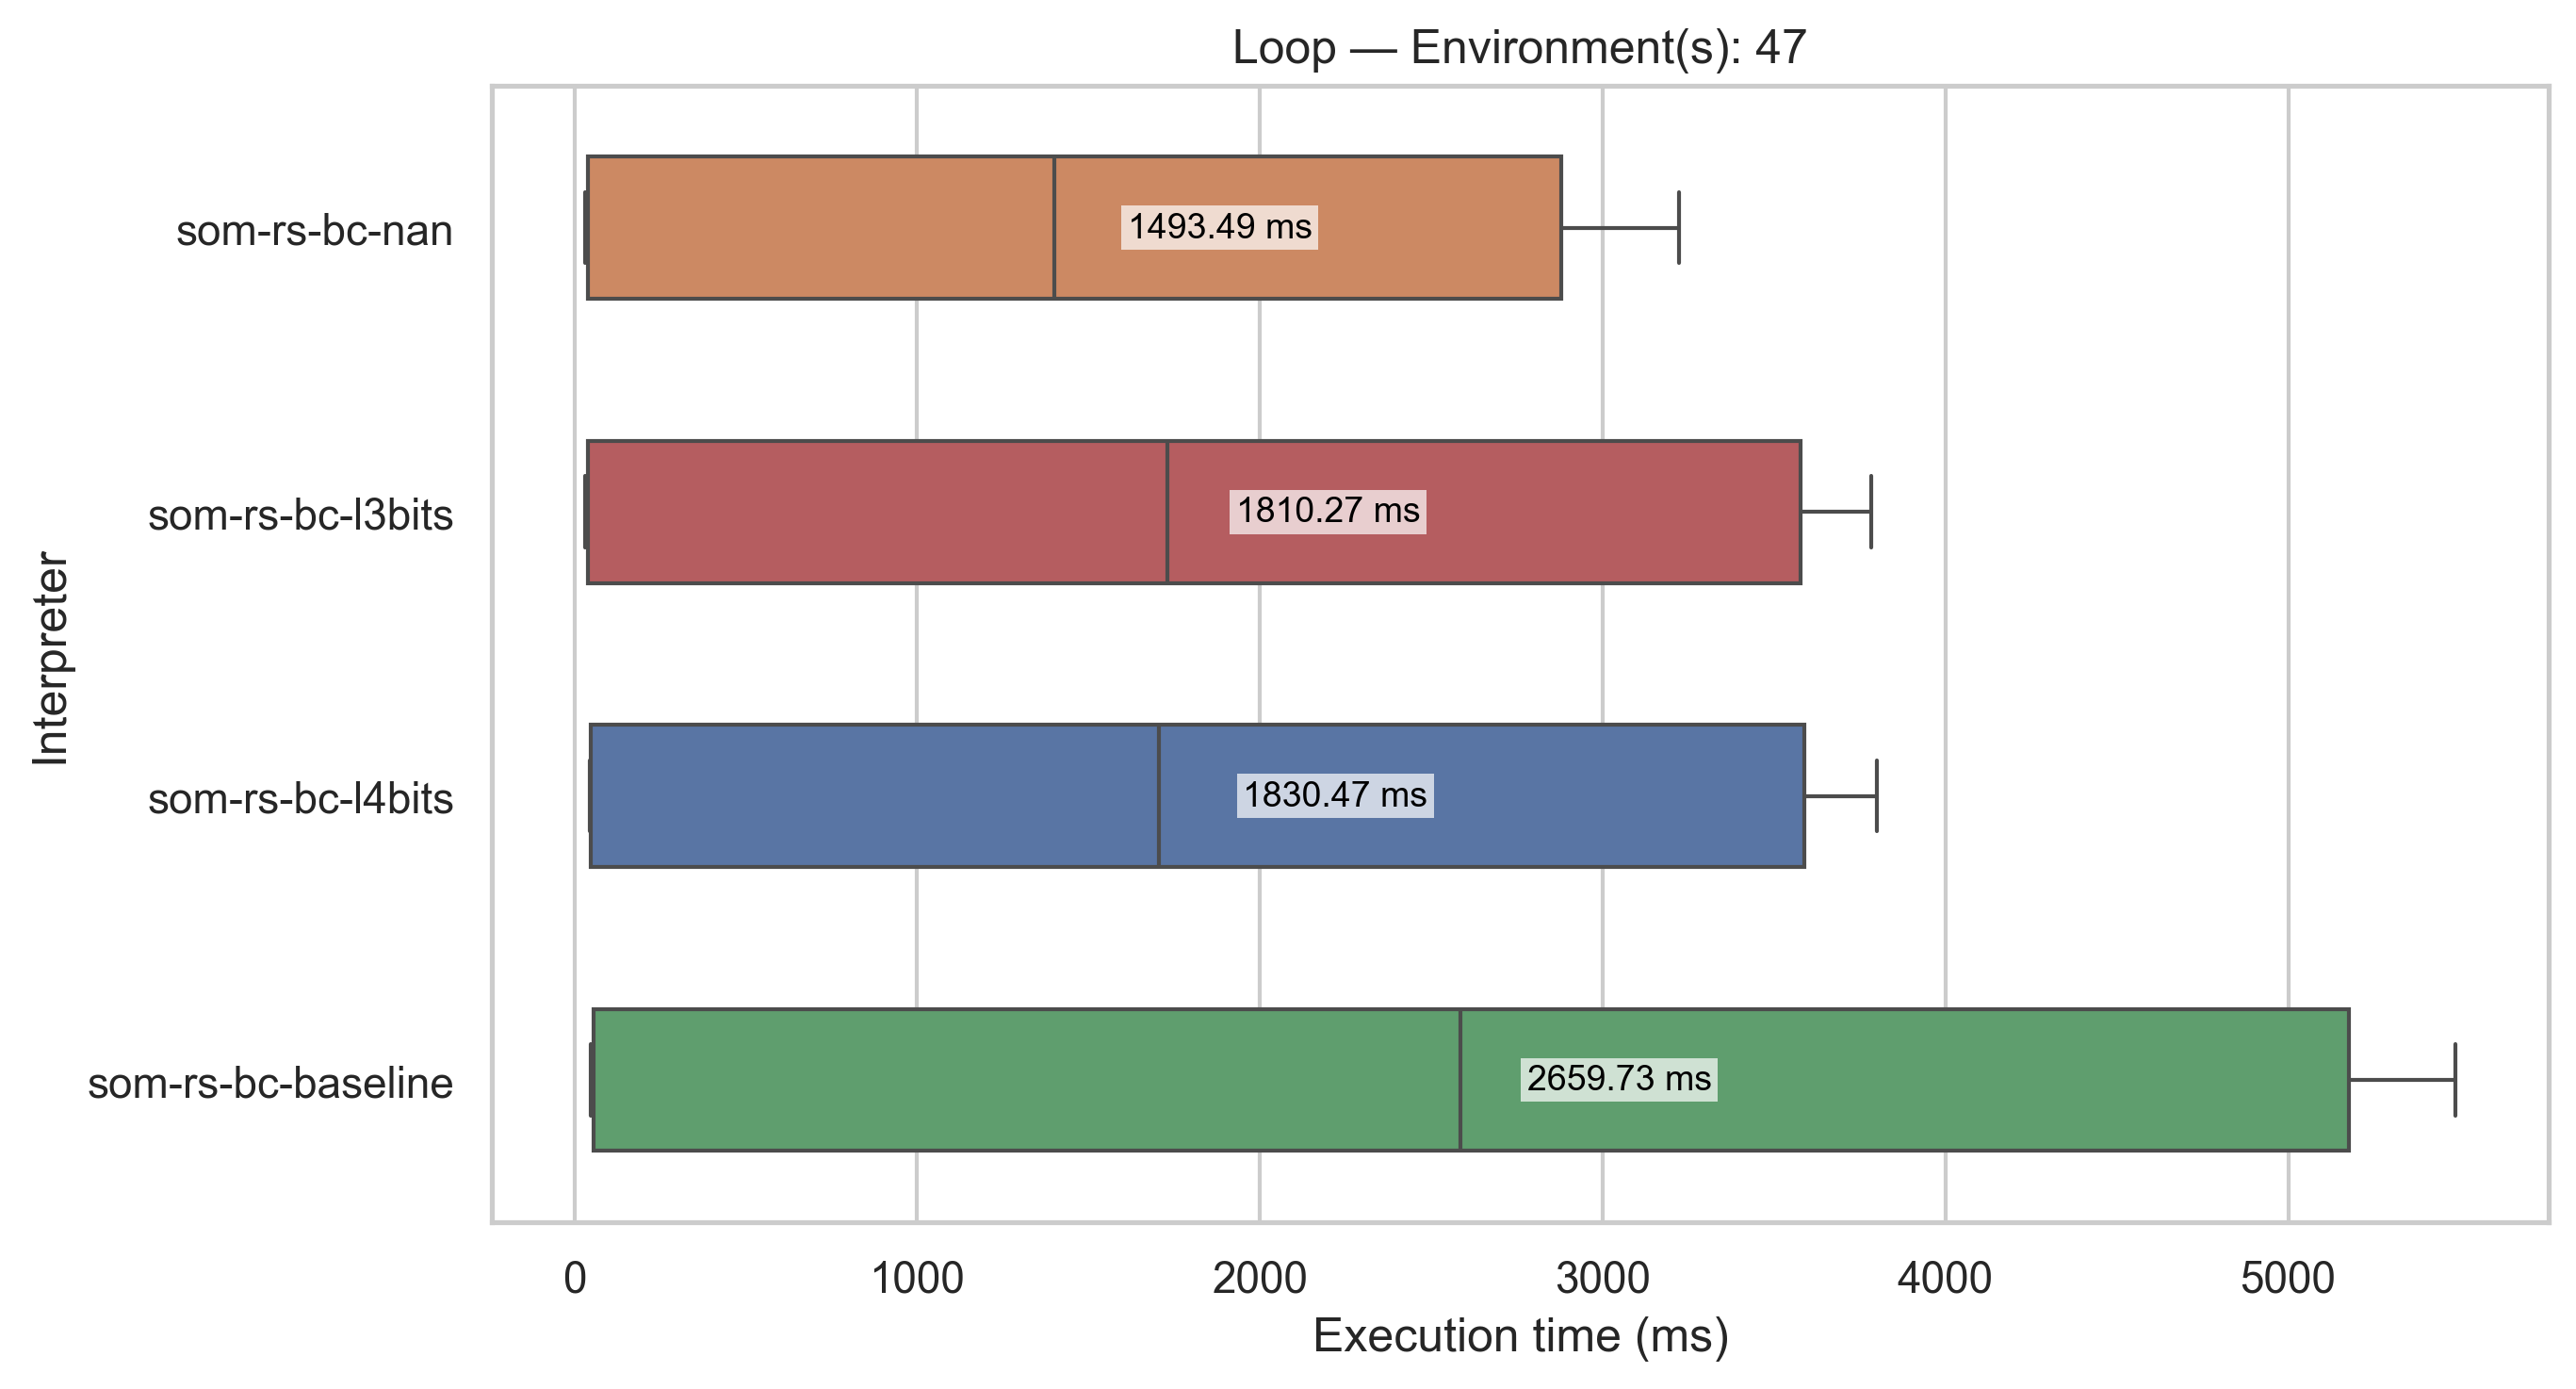 Loop — Environment(s): 47
Interpreter
som-rs-bc-nan
1493.49 ms
som-rs-bc-l3bits
1810.27 ms
som-rs-bc-l4bits
1830.47 ms
som-rs-bc-baseline
2659.73 ms
0 1000 2000 3000 4000 5000
Execution time (ms)